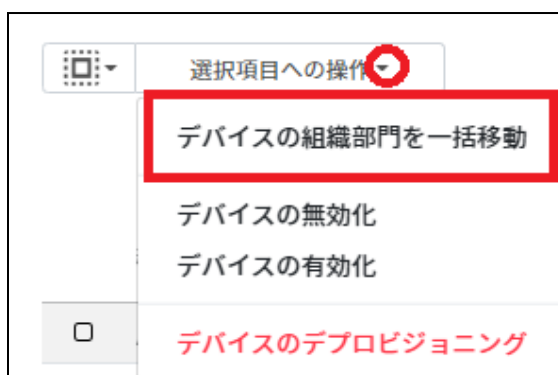 選択項目への操作
デバイスの組織部門を一括移動
デバイスの無効化
デバイスの有効化
デバイスのデプロビジョニング